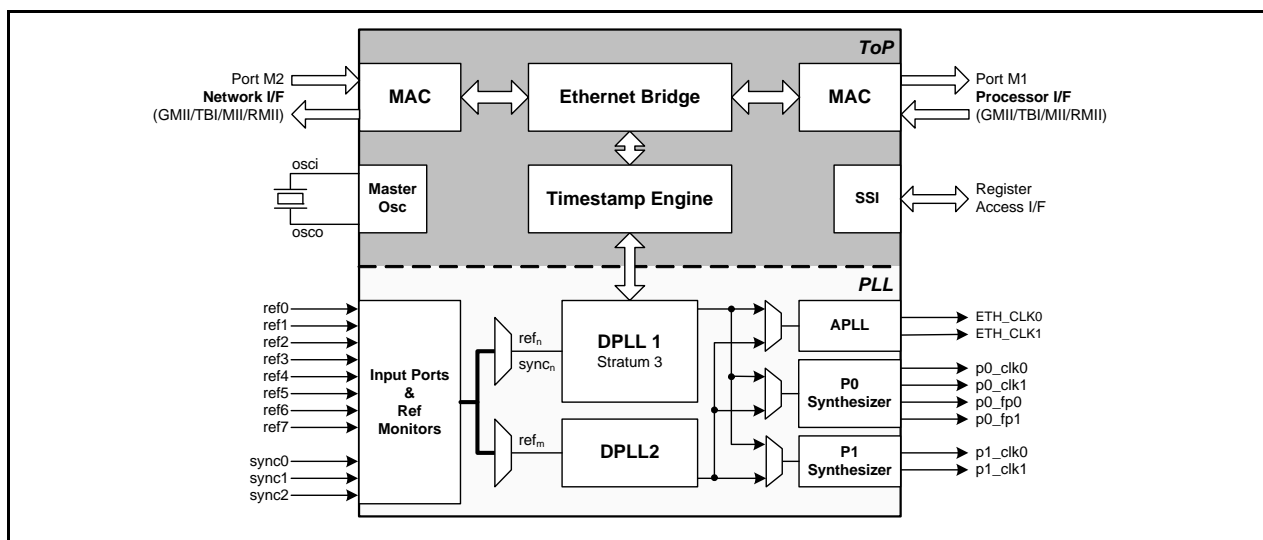 ToP
Port M2
Network I/F
(GMII/TBI/MII/RMII)
MAC
Ethernet Bridge
MAC
Port M1
Processor I/F
(GMII/TBI/MII/RMII)
osci
osco
Master
Osc
Timestamp Engine
SSI
Register
Access I/F
PLL
ref0
ref1
ref2
ref3
ref4
ref5
ref6
ref7
sync0
sync1
sync2
Input Ports
&
Ref
Monitors
refn
syncn
refm
DPLL 1
Stratum 3
DPLL2
APLL
P0
Synthesizer
P1
Synthesizer
ETH_CLK0
ETH_CLK1
p0_clk0
p0_clk1
p0_fp0
p0_fp1
p1_clk0
p1_clk1